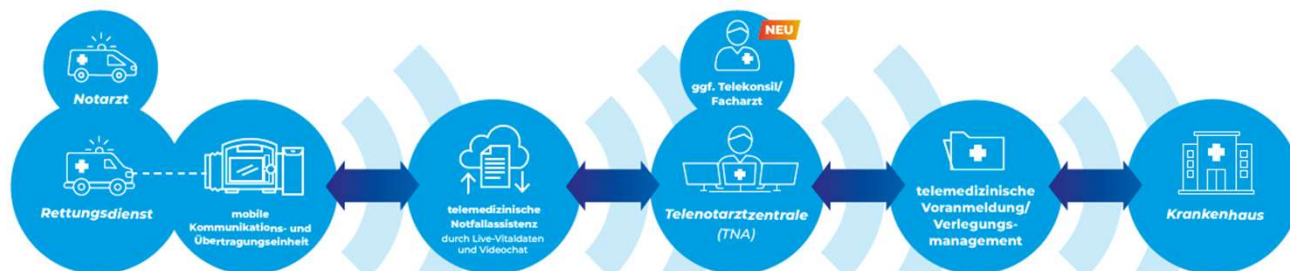 Notarzt
Rettungsdienst
mobile
Kommunikations- und
Übertragungseinheit
telemedizinische
Notfallassistenz
durch Live-Vitaldaten
und Videochat
NEU
ggf. Telekonsil/
Facharzt
Telenotarztzentrale
(TNA)
telemedizinische
Voranmeldung/
Verlegungs-
management
Krankenhaus